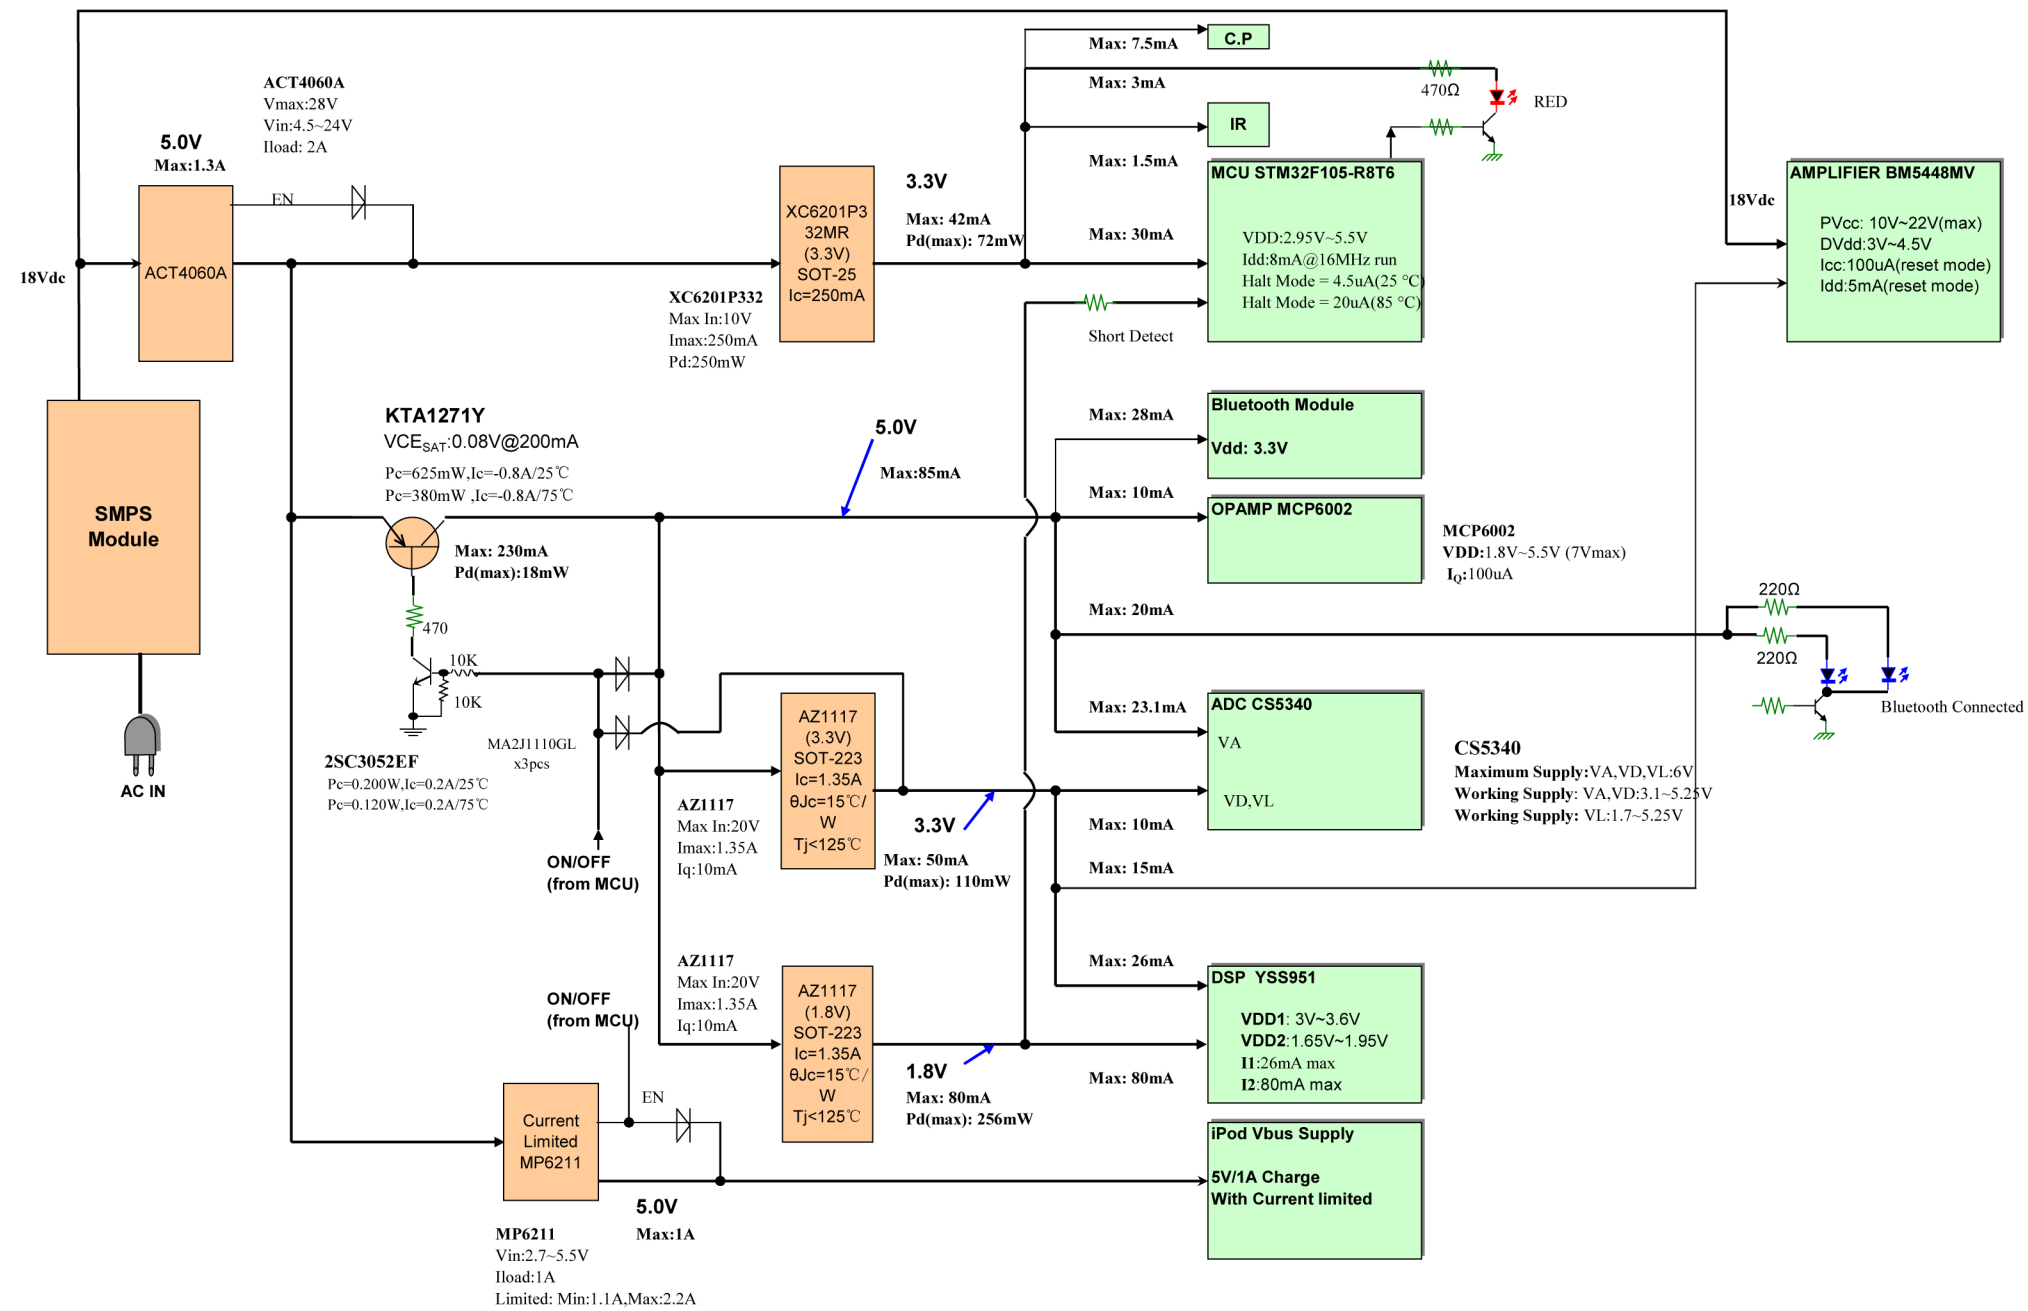 ACT4060A
Vmax:28V
Vin:4.5~24V
Iload: 2A
5.0V
Max:1.3A
EN
ACT4060A
18Vdc
SMPS
Module
AC IN
XC6201P3
32MR
(3.3V)
SOT-25
Ic=250mA
XC6201P332
Max In:10V
Imax:250mA
Pd:250mW
3.3V
Max: 42mA
Pd(max): 72mW
Max: 7.5mA
C.P
Max: 3mA
470Ω
RED
IR
Max: 1.5mA
MCU STM32F105-R8T6
VDD:2.95V~5.5V
Idd:8mA@16MHz run
Halt Mode = 4.5uA(25 °C)
Halt Mode = 20uA(85 °C)
Max: 30mA
Short Detect
18Vdc
AMPLIFIER BM5448MV
PVcc: 10V~22V(max)
DVdd:3V~4.5V
Icc:100uA(reset mode)
Idd:5mA(reset mode)
KTA1271Y
VCESAT:0.08V@200mA
Pc=625mW,Ic=-0.8A/25℃
Pc=380mW ,Ic=-0.8A/75℃
Max: 230mA
Pd(max):18mW
470
10K
10K
2SC3052EF
Pc=0.200W,Ic=0.2A/25℃
Pc=0.120W,Ic=0.2A/75℃
MA2J1110GL
x3pcs
ON/OFF
(from MCU)
5.0V
Max:85mA
Max: 28mA
Bluetooth Module
Vdd: 3.3V
Max: 10mA
OPAMP MCP6002
MCP6002
VDD:1.8V~5.5V (7Vmax)
IQ:100uA
Max: 20mA
220Ω
220Ω
Bluetooth Connected
AZ1117
(3.3V)
SOT-223
Ic=1.35A
θJc=15℃/
W
Tj<125℃
AZ1117
Max In:20V
Imax:1.35A
Iq:10mA
3.3V
Max: 50mA
Pd(max): 110mW
Max: 23.1mA
ADC CS5340
VA
VD,VL
CS5340
Maximum Supply:VA,VD,VL:6V
Working Supply: VA,VD:3.1~5.25V
Working Supply: VL:1.7~5.25V
Max: 10mA
Max: 15mA
Max: 26mA
AZ1117
Max In:20V
Imax:1.35A
Iq:10mA
AZ1117
(1.8V)
SOT-223
Ic=1.35A
θJc=15℃/
W
Tj<125℃
1.8V
Max: 80mA
Pd(max): 256mW
Max: 80mA
DSP YSS951
VDD1: 3V~3.6V
VDD2:1.65V~1.95V
I1:26mA max
I2:80mA max
ON/OFF
(from MCU)
EN
Current
Limited
MP6211
5.0V
Max:1A
MP6211
Vin:2.7~5.5V
Iload:1A
Limited: Min:1.1A,Max:2.2A
iPod Vbus Supply
5V/1A Charge
With Current limited